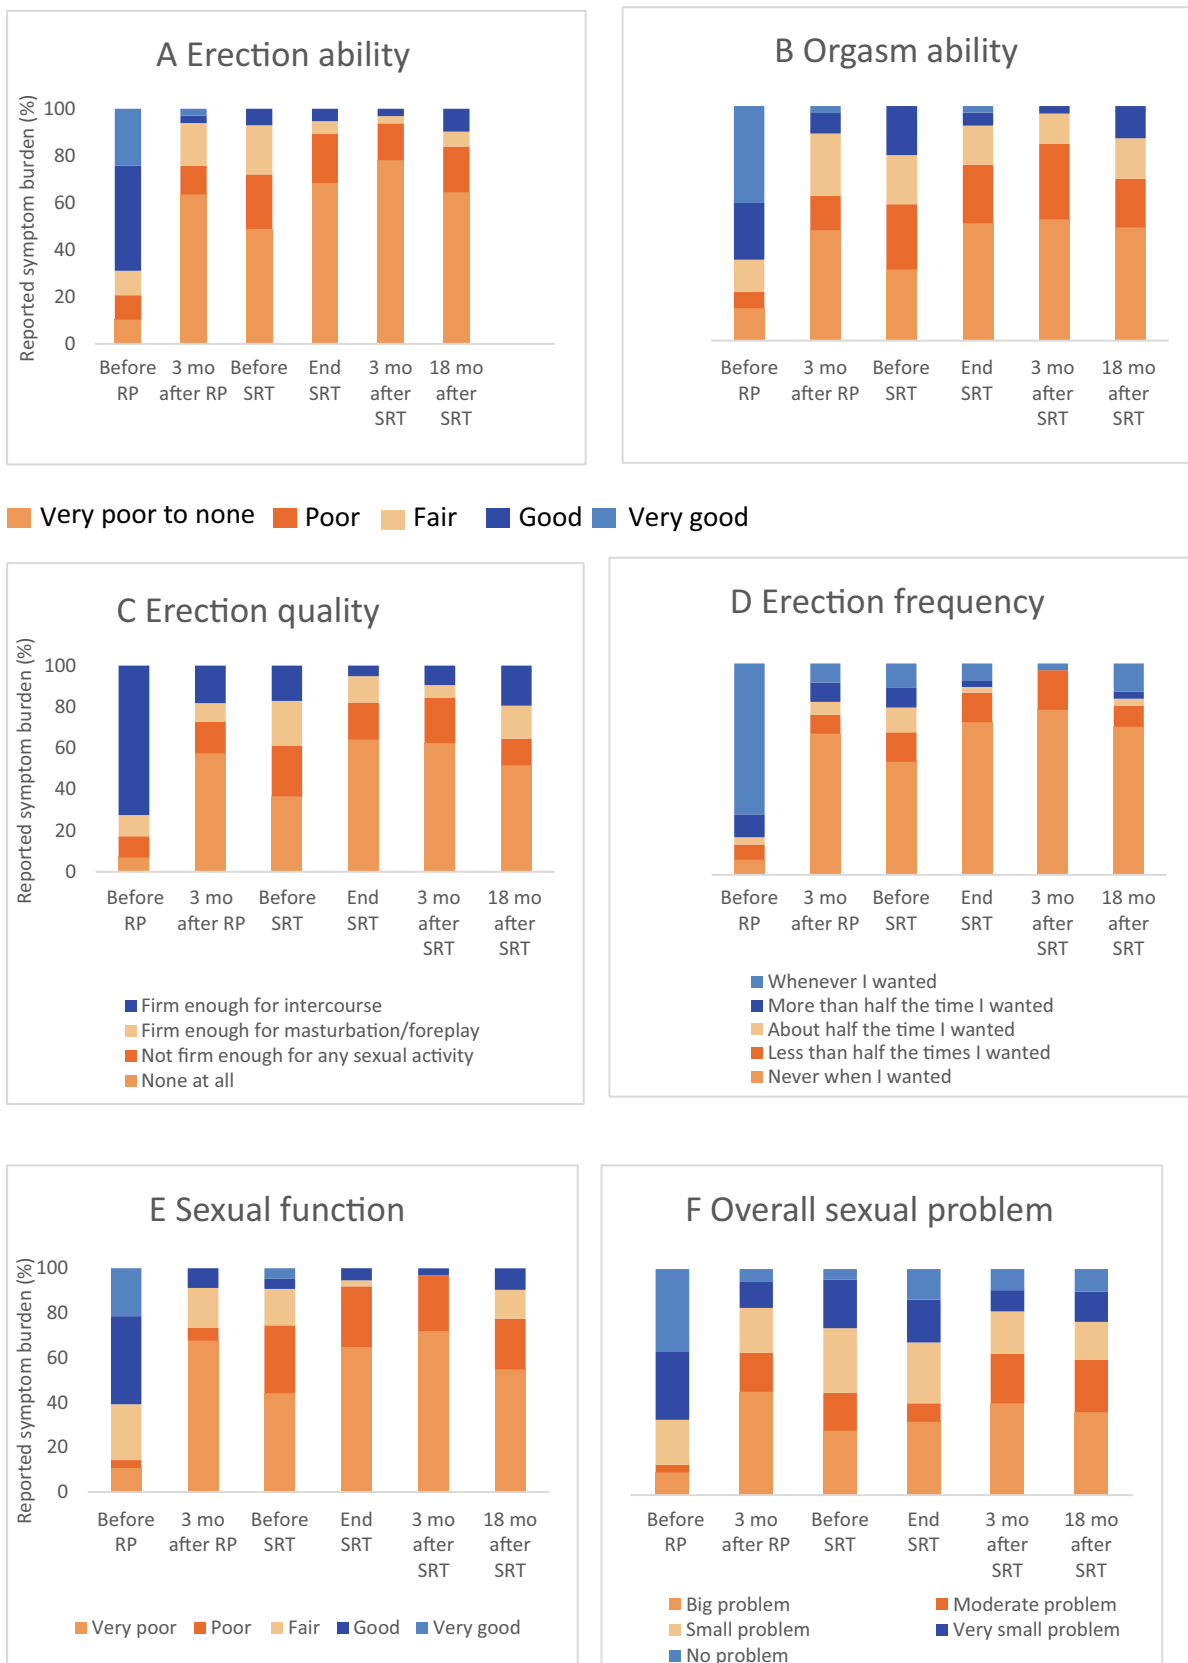 A Erection ability
Reported symptom burden (%)
100
80
60
40
20
0
Before RP
3 mo after RP
Before SRT
End SRT
3 mo after SRT
18 mo after SRT
B Orgasm ability
Before RP
3 mo after RP
Before SRT
End SRT
3 mo after SRT
18 mo after SRT
Very poor to none Poor Fair Good Very good
C Erection quality
Reported symptom burden (%)
100
80
60
40
20
0
Before RP
3 mo after RP
Before SRT
End SRT
3 mo after SRT
18 mo after SRT
Firm enough for intercourse
Firm enough for masturbation/foreplay
Not firm enough for any sexual activity
None at all
D Erection frequency
Before RP
3 mo after RP
Before SRT
End SRT
3 mo after SRT
18 mo after SRT
Whenever I wanted
More than half the time I wanted
About half the time I wanted
Less than half the times I wanted
Never when I wanted
E Sexual function
Reported symptom burden (%)
100
80
60
40
20
0
Before RP
3 mo after RP
Before SRT
End SRT
3 mo after SRT
18 mo after SRT
Very poor Poor Fair Good Very good
F Overall sexual problem
Before RP
3 mo after RP
Before SRT
End SRT
3 mo after SRT
18 mo after SRT
Big problem Moderate problem
Small problem Very small problem
No problem